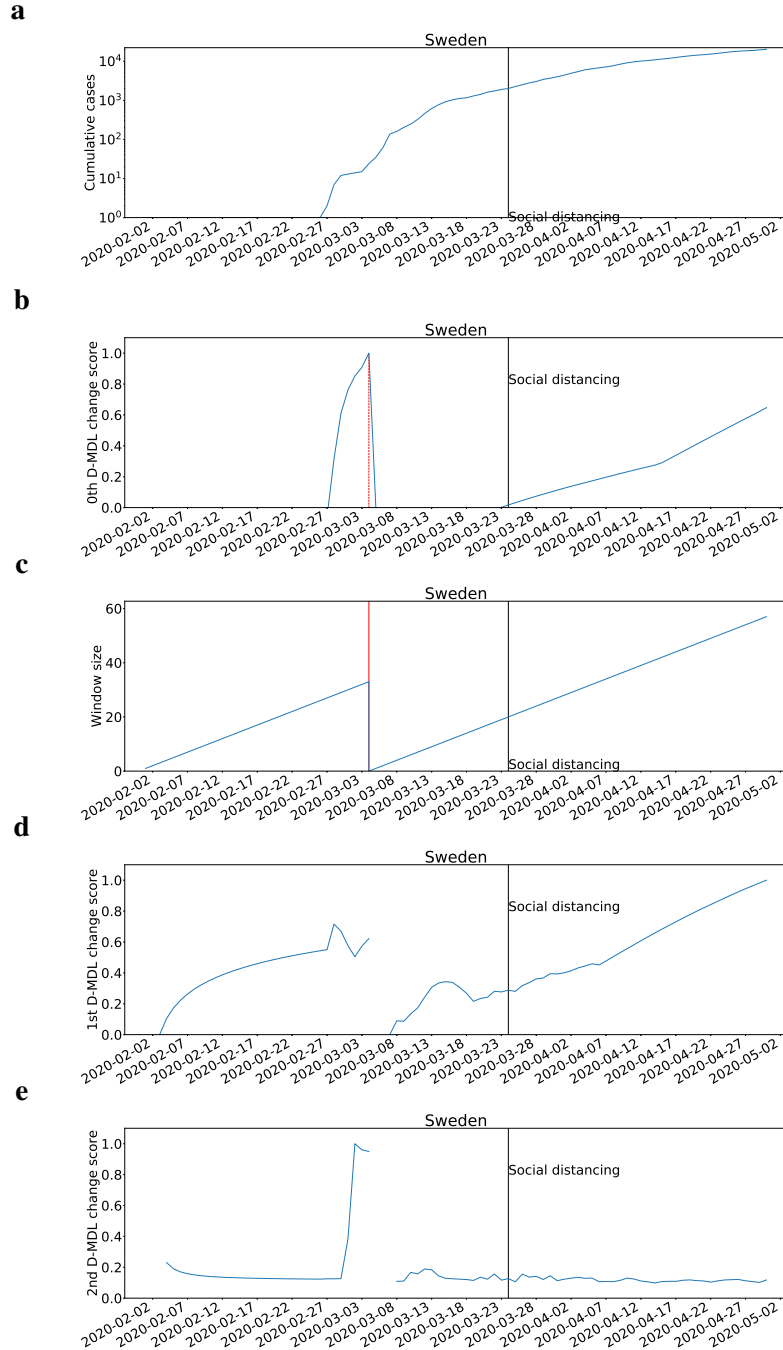 a
Sweden
Cumulative cases
10⁴
10³
10²
10¹
10⁰
Social distancing
2020-02-02 2020-02-07 2020-02-12 2020-02-17 2020-02-22 2020-02-27 2020-03-03 2020-03-08 2020-03-13 2020-03-18 2020-03-23 2020-03-28 2020-04-02 2020-04-07 2020-04-12 2020-04-17 2020-04-22 2020-04-27 2020-05-02
b
Sweden
0th D-MDL change score
1.0
0.8
0.6
0.4
0.2
0.0
Social distancing
2020-02-02 2020-02-07 2020-02-12 2020-02-17 2020-02-22 2020-02-27 2020-03-03 2020-03-08 2020-03-13 2020-03-18 2020-03-23 2020-03-28 2020-04-02 2020-04-07 2020-04-12 2020-04-17 2020-04-22 2020-04-27 2020-05-02
c
Sweden
Window size
60
40
20
0
Social distancing
2020-02-02 2020-02-07 2020-02-12 2020-02-17 2020-02-22 2020-02-27 2020-03-03 2020-03-08 2020-03-13 2020-03-18 2020-03-23 2020-03-28 2020-04-02 2020-04-07 2020-04-12 2020-04-17 2020-04-22 2020-04-27 2020-05-02
d
Sweden
1st D-MDL change score
1.0
0.8
0.6
0.4
0.2
0.0
Social distancing
2020-02-02 2020-02-07 2020-02-12 2020-02-17 2020-02-22 2020-02-27 2020-03-03 2020-03-08 2020-03-13 2020-03-18 2020-03-23 2020-03-28 2020-04-02 2020-04-07 2020-04-12 2020-04-17 2020-04-22 2020-04-27 2020-05-02
e
Sweden
2nd D-MDL change score
1.0
0.8
0.6
0.4
0.2
0.0
Social distancing
2020-02-02 2020-02-07 2020-02-12 2020-02-17 2020-02-22 2020-02-27 2020-03-03 2020-03-08 2020-03-13 2020-03-18 2020-03-23 2020-03-28 2020-04-02 2020-04-07 2020-04-12 2020-04-17 2020-04-22 2020-04-27 2020-05-02